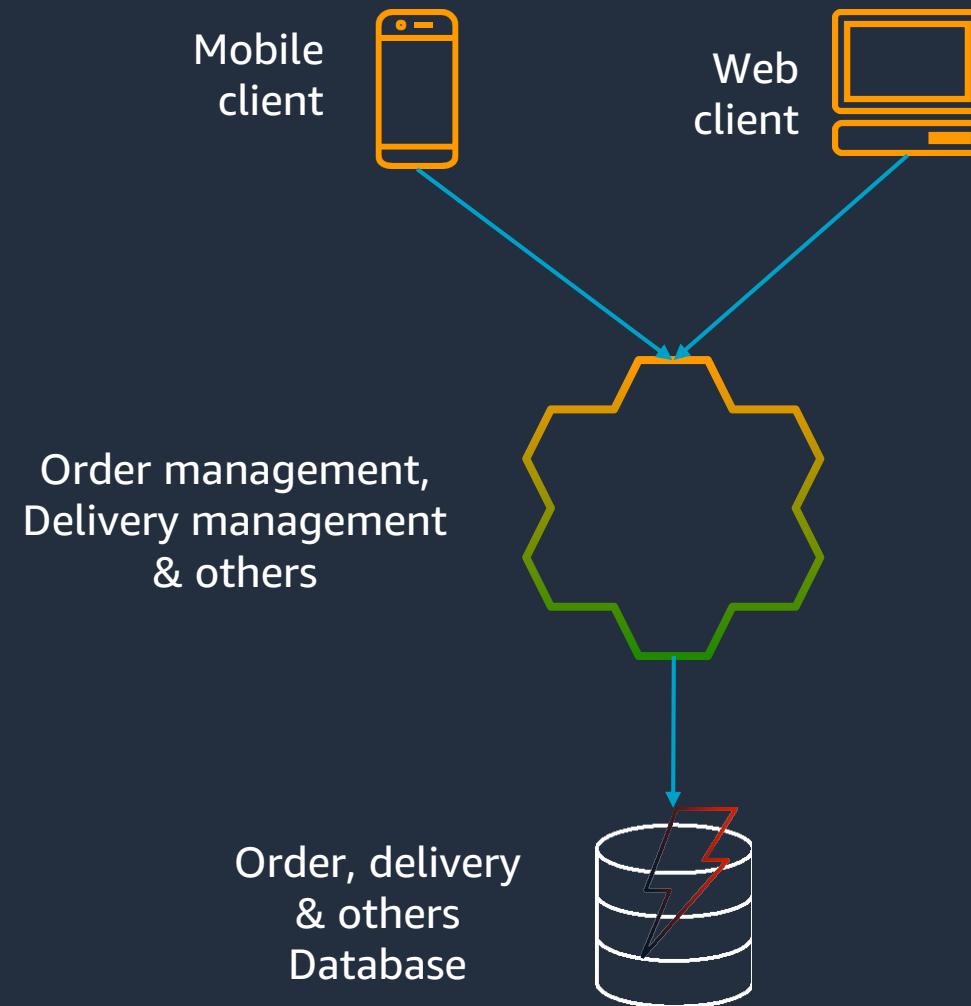 Mobile
client
Web
client
Order management,
Delivery management
& others
Order, delivery
& others
Database